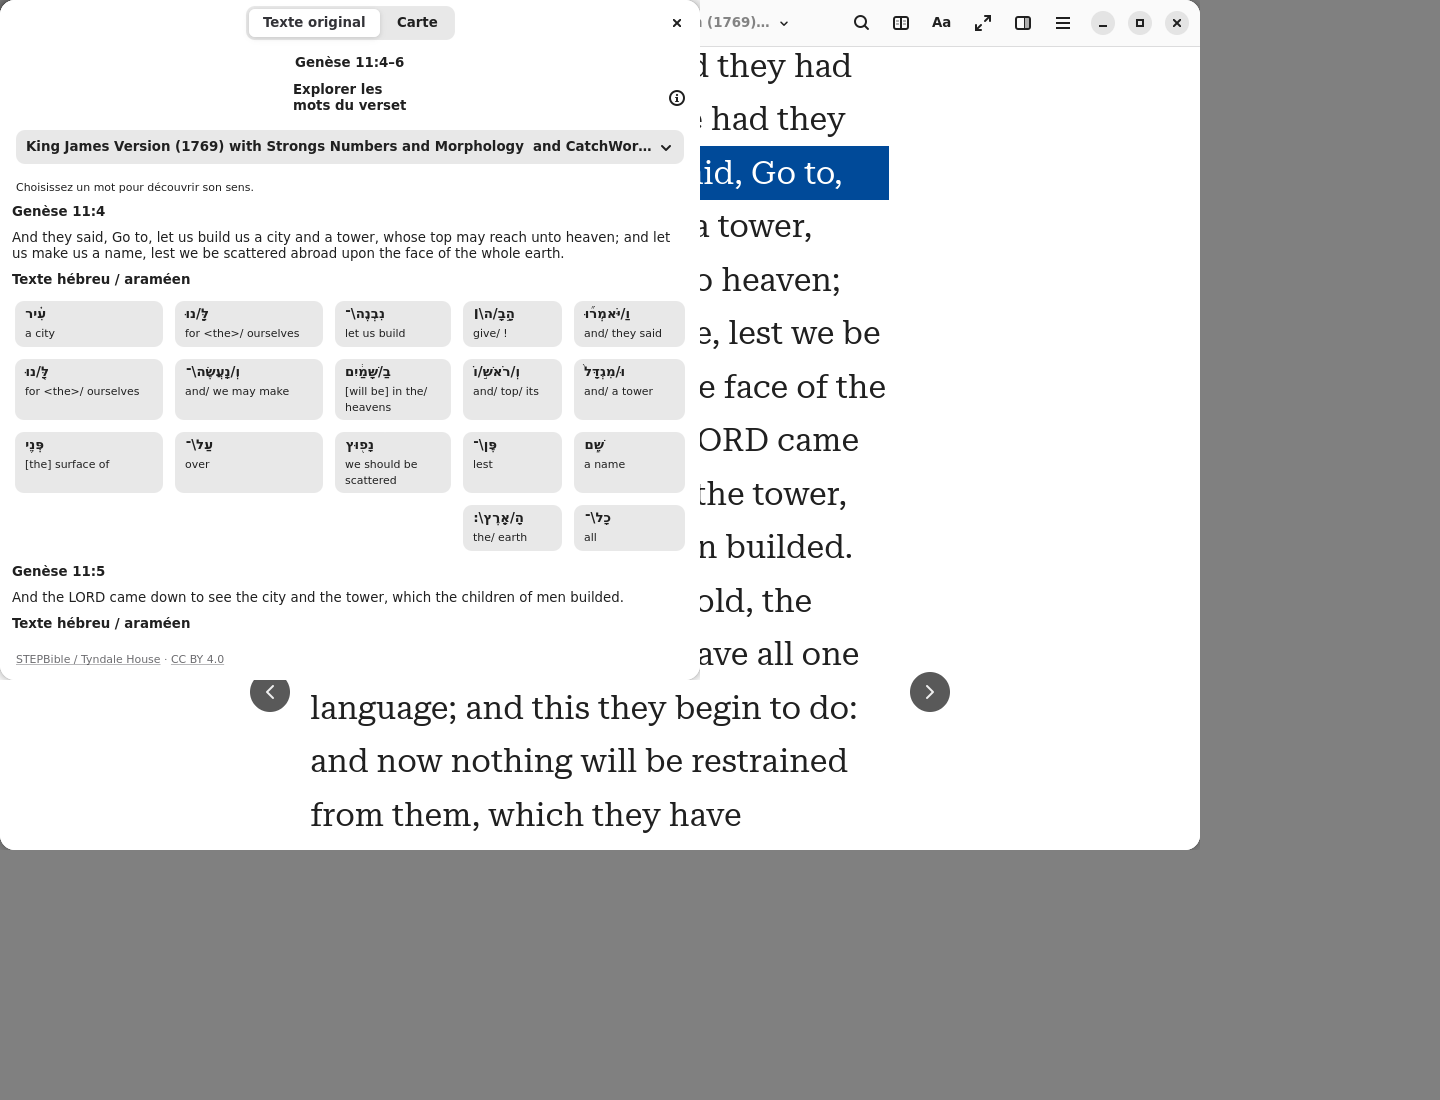 Texte original
Carte
Genèse 11:4–6
Explorer les
mots du verset
King James Version (1769) with Strongs Numbers and Morphology  and CatchWor…
Choisissez un mot pour découvrir son sens.
Genèse 11:4
And they said, Go to, let us build us a city and a tower, whose top may reach unto heaven; and let
us make us a name, lest we be scattered abroad upon the face of the whole earth.
Texte hébreu / araméen
וַ/יֹּאמְר֞וּ
and/ they said
הָ֣בָ/ה\׀
give/ !
נִבְנֶה\־
let us build
לָּ֣/נוּ
for <the>/ ourselves
עִ֗יר
a city
וּ/מִגְדָּל֙
and/ a tower
וְ/רֹאשׁ֣/וֹ
and/ top/ its
בַ/שָּׁמַ֔יִם
[will be] in the/
heavens
וְ/נַֽעֲשֶׂה\־
and/ we may make
לָּ֖/נוּ
for <the>/ ourselves
שֵׁ֑ם
a name
פֶּן\־
lest
נָפ֖וּץ
we should be
scattered
עַל\־
over
פְּנֵ֥י
[the] surface of
כָל\־
all
הָ/אָֽרֶץ\׃
the/ earth
Genèse 11:5
And the LORD came down to see the city and the tower, which the children of men builded.
Texte hébreu / araméen
STEPBible / Tyndale House · CC BY 4.0
(1769)…
Aa
they had
had they
id, Go to,
a tower,
heaven;
e, lest we be
e face of the
ORD came
the tower,
n builded.
old, the
ave all one
language; and this they begin to do:
and now nothing will be restrained
from them, which they have